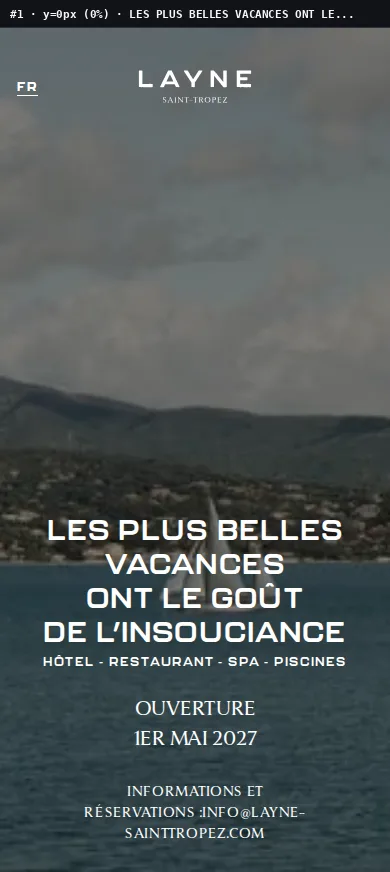 #1 · y=0px (0%) · LES PLUS BELLES VACANCES ONT LE...
FR
LAYNE
SAINT-TROPEZ
LES PLUS BELLES
VACANCES
ONT LE GOÛT
DE L'INSOUCIANCE
HÔTEL - RESTAURANT - SPA - PISCINES
OUVERTURE
1ER MAI 2027
INFORMATIONS ET
RÉSERVATIONS :INFO@LAYNE-
SAINTTROPEZ.COM